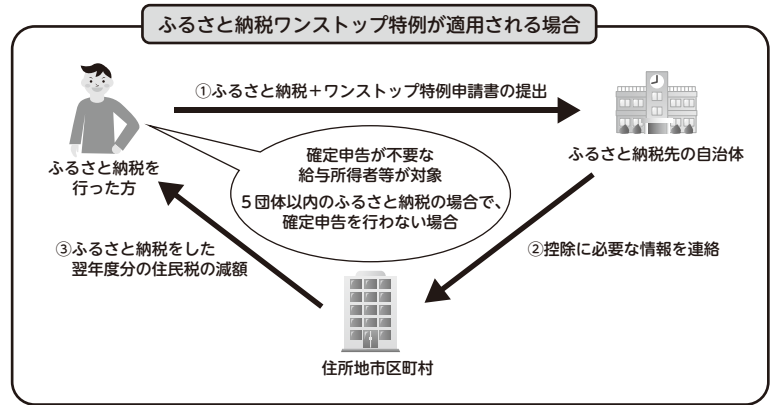 ふるさと納税ワンストップ特例が適用される場合
①ふるさと納税+ワンストップ特例申請書の提出
ふるさと納税を
行った方
確定申告が不要な
給与所得者等が対象
5団体以内のふるさと納税の場合で、
確定申告を行わない場合
ふるさと納税先の自治体
②控除に必要な情報を連絡
③ふるさと納税をした
翌年度分の住民税の減額
住所地市区町村